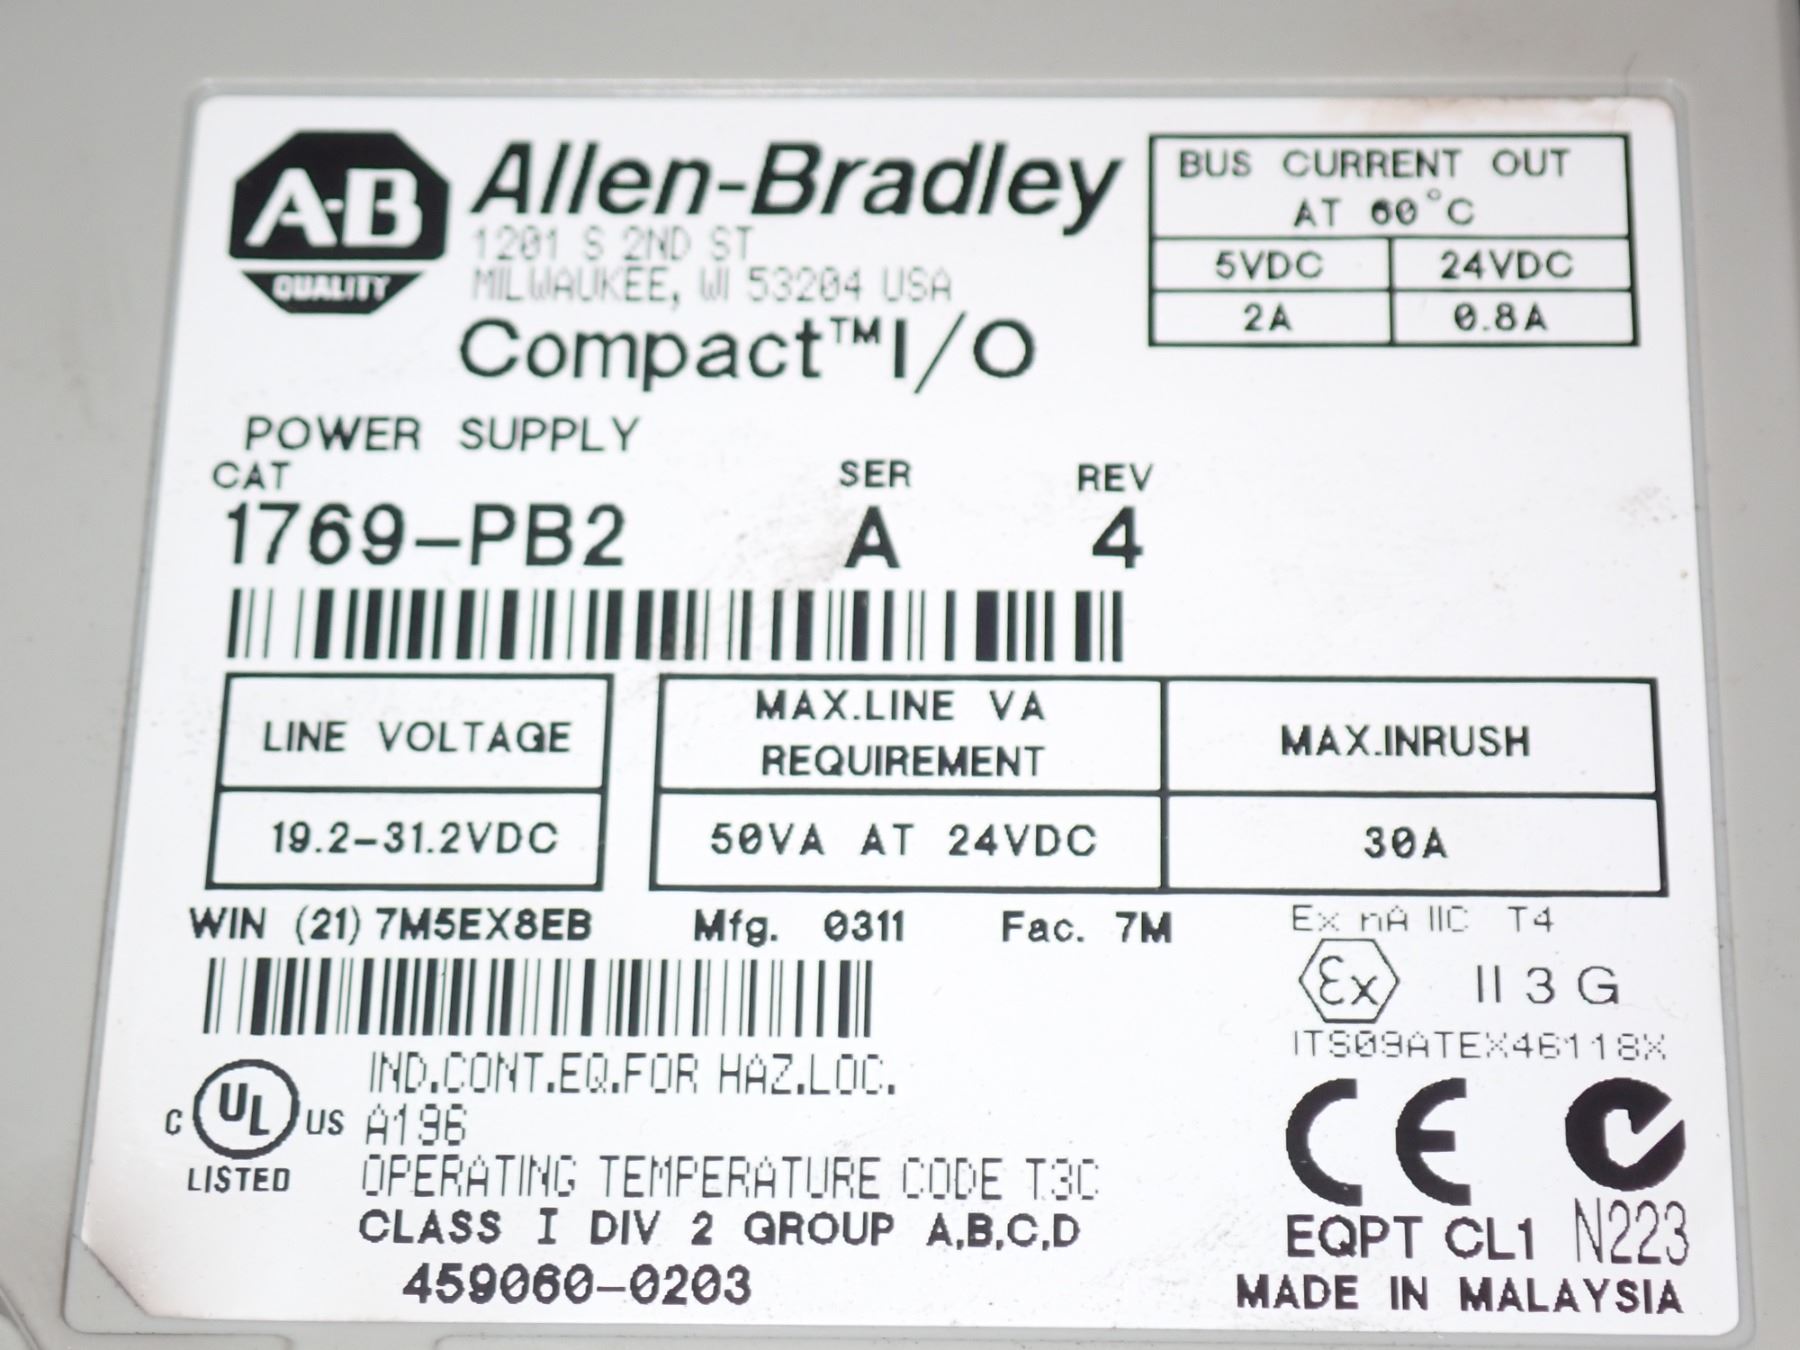 A-B
QUALITY
Allen-Bradley
1201 S 2ND ST
MILWAUKEE, WI 53204 USA
Compact™ I/O
BUS CURRENT OUT
AT 60°C
5VDC 24VDC
2A 0.8A
POWER SUPPLY
CAT SER REV
1769-PB2 A 4
LINE VOLTAGE
19.2-31.2VDC
MAX.LINE VA
REQUIREMENT
50VA AT 24VDC
MAX.INRUSH
30A
WIN (21) 7M5EX8EB Mfg. 0311 Fac. 7M
Ex nA IIC T4
Ex II 3 G
ITS09ATEX46118X
C UL US
LISTED
IND.CONT.EQ.FOR HAZ.LOC.
A196
OPERATING TEMPERATURE CODE T3C
CLASS I DIV 2 GROUP A,B,C,D
459060-0203
CE
EQPT CL1 N223
MADE IN MALAYSIA